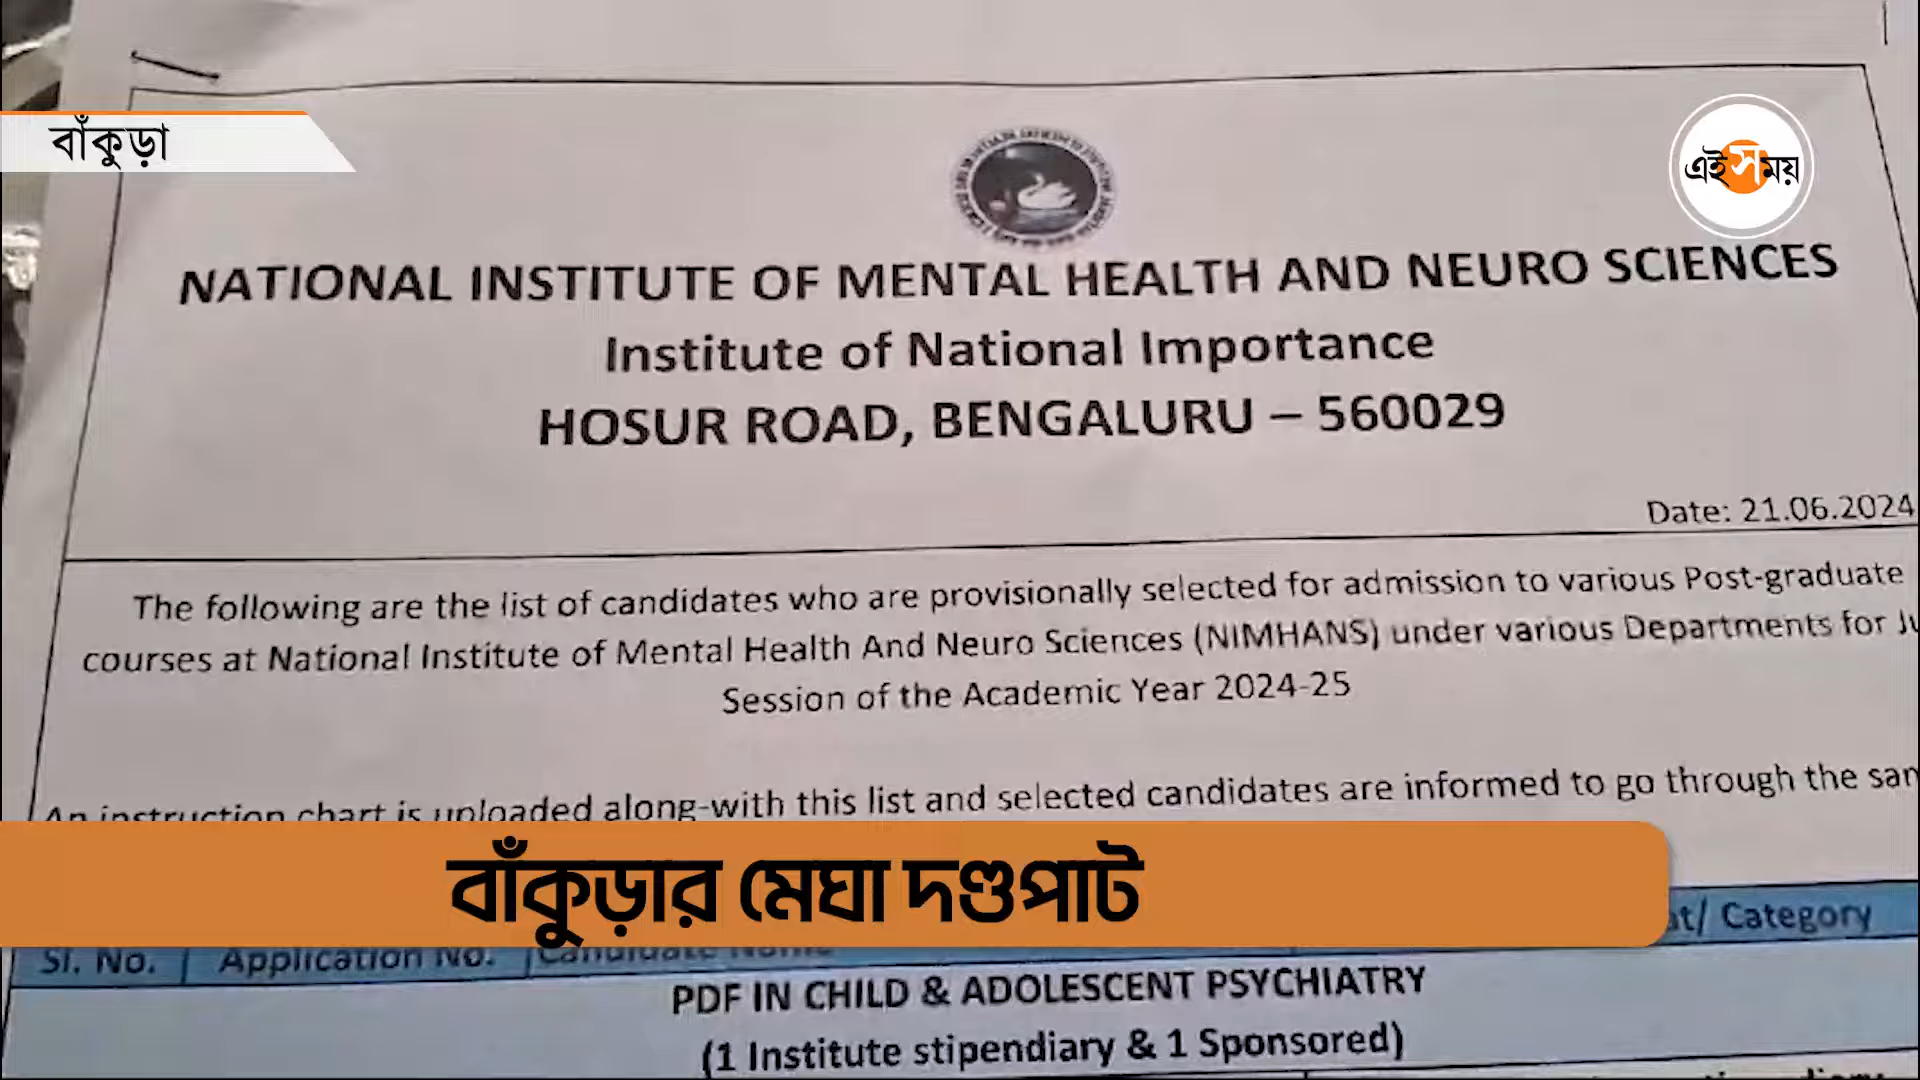 বাঁকুড়া
এই সময়
NATIONAL INSTITUTE OF MENTAL HEALTH AND NEURO SCIENCES
Institute of National Importance
HOSUR ROAD, BENGALURU – 560029
Date: 21.06.2024
The following are the list of candidates who are provisionally selected for admission to various Post-graduate
courses at National Institute of Mental Health And Neuro Sciences (NIMHANS) under various Departments for
Session of the Academic Year 2024-25
An instruction chart is uploaded along-with this list and selected candidates are informed to go through the
বাঁকুড়ার মেঘা দণ্ডপাট
Category
Sl. No. Application No. Candidate Name
PDF IN CHILD & ADOLESCENT PSYCHIATRY
(1 Institute stipendiary & 1 Sponsored)